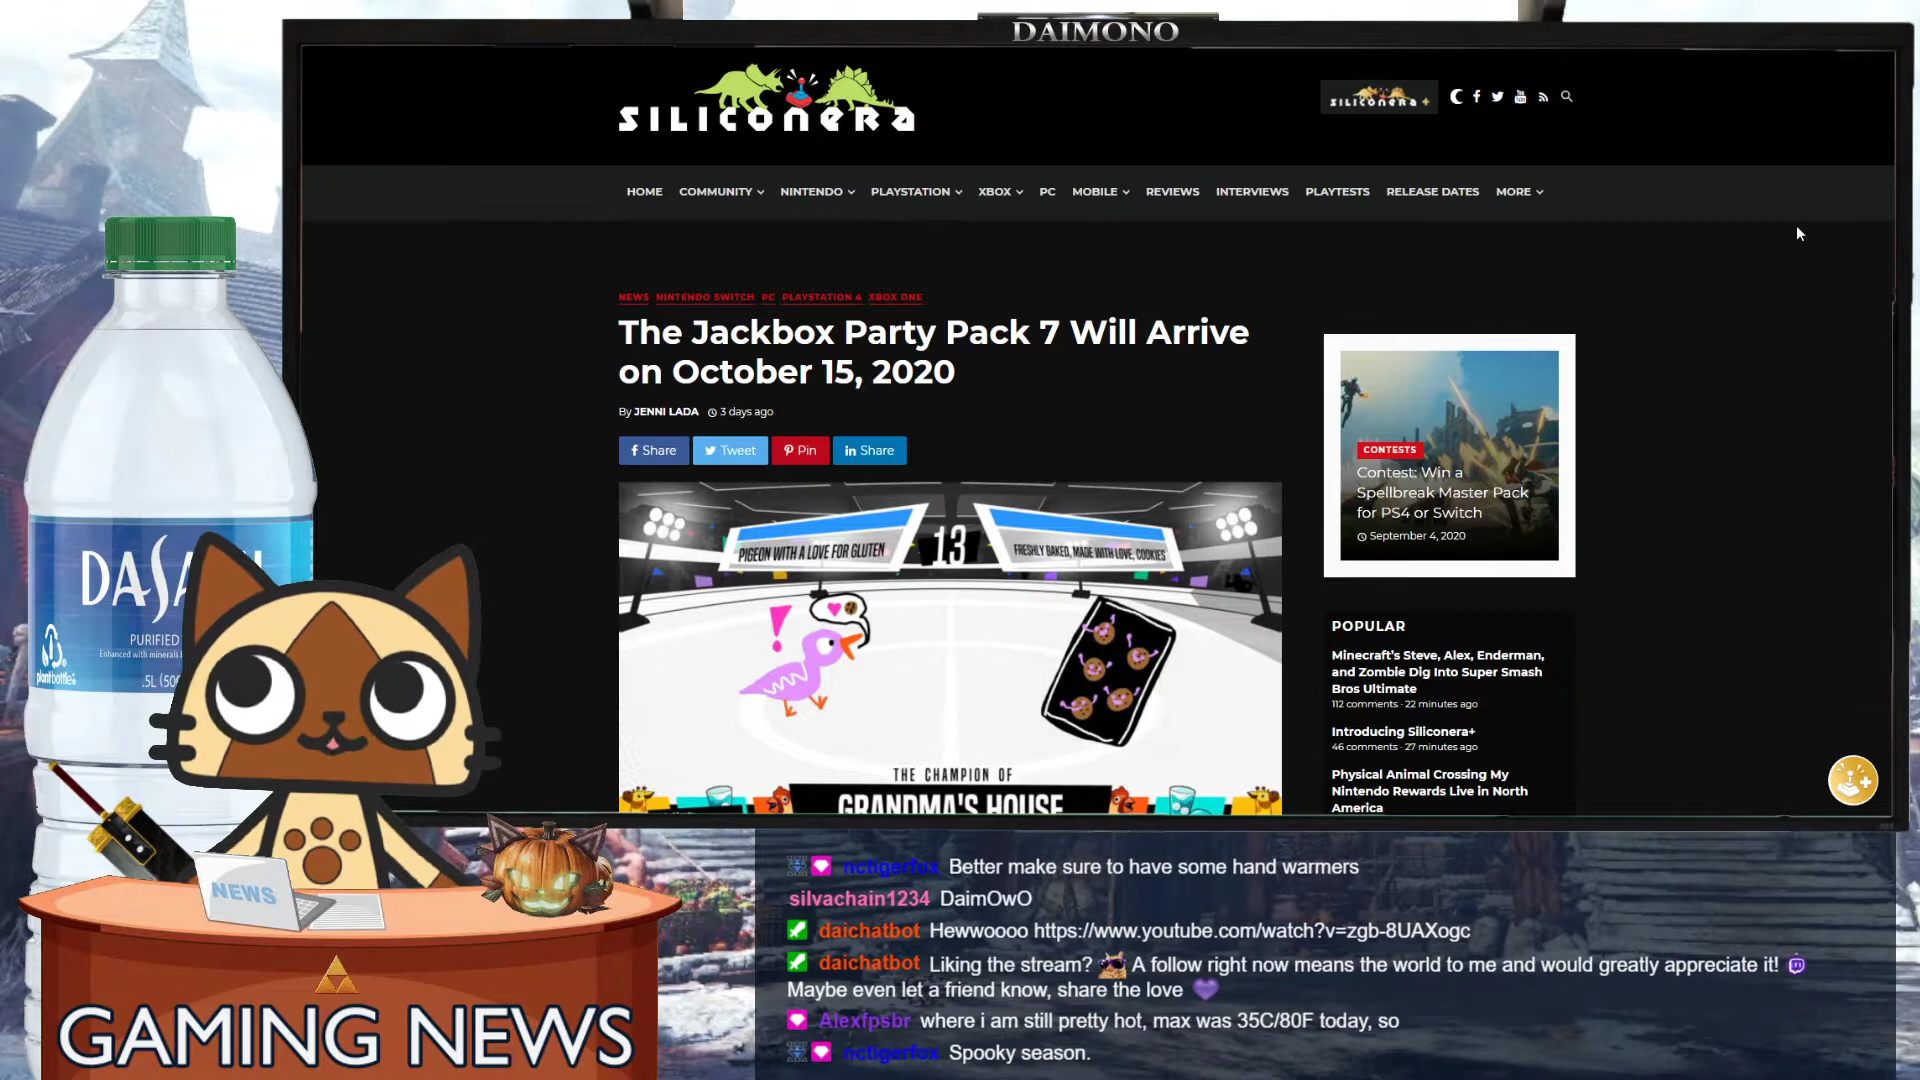 DAIMONO
SILICONERA
SILICONERA +
HOME COMMUNITY NINTENDO PLAYSTATION XBOX PC MOBILE REVIEWS INTERVIEWS PLAYTESTS RELEASE DATES MORE
NEWS NINTENDO SWITCH PC PLAYSTATION 4 XBOX ONE
The Jackbox Party Pack 7 Will Arrive
on October 15, 2020
By JENNI LADA 3 days ago
Share Tweet Pin Share
PIGEON WITH A LOVE FOR GLUTEN
13
FRESHLY BAKED, MADE WITH LOVE, COOKIES
THE CHAMPION OF
GRANDMA'S HOUSE
CONTESTS
Contest: Win a
Spellbreak Master Pack
for PS4 or Switch
September 4, 2020
POPULAR
Minecraft's Steve, Alex, Enderman,
and Zombie Dig Into Super Smash
Bros Ultimate
112 comments · 22 minutes ago
Introducing Siliconera+
46 comments · 27 minutes ago
Physical Animal Crossing My
Nintendo Rewards Live in North
America
DASA
PURIFIED
Enhanced with minerals
plantbottle
.5L (500
NEWS
GAMING NEWS
nctigerfox Better make sure to have some hand warmers
silvachain1234 DaimOwO
daichatbot Hewwoooo https://www.youtube.com/watch?v=zgb-8UAXogc
daichatbot Liking the stream? A follow right now means the world to me and would greatly appreciate it!
Maybe even let a friend know, share the love
Alexfpsbr where i am still pretty hot, max was 35C/80F today, so
nctigerfox Spooky season.